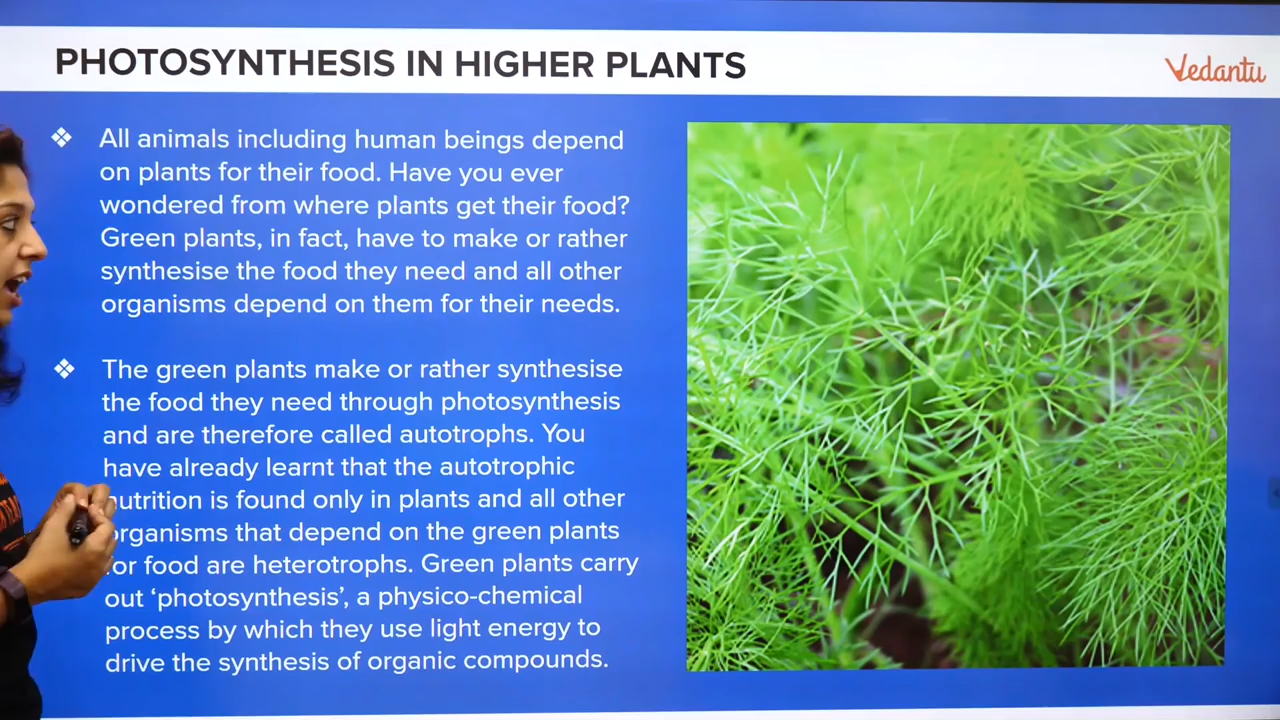 PHOTOSYNTHESIS IN HIGHER PLANTS
Vedantu
❖ All animals including human beings depend
on plants for their food. Have you ever
wondered from where plants get their food?
Green plants, in fact, have to make or rather
synthesise the food they need and all other
organisms depend on them for their needs.
❖ The green plants make or rather synthesise
the food they need through photosynthesis
and are therefore called autotrophs. You
have already learnt that the autotrophic
nutrition is found only in plants and all other
organisms that depend on the green plants
for food are heterotrophs. Green plants carry
out ‘photosynthesis’, a physico-chemical
process by which they use light energy to
drive the synthesis of organic compounds.